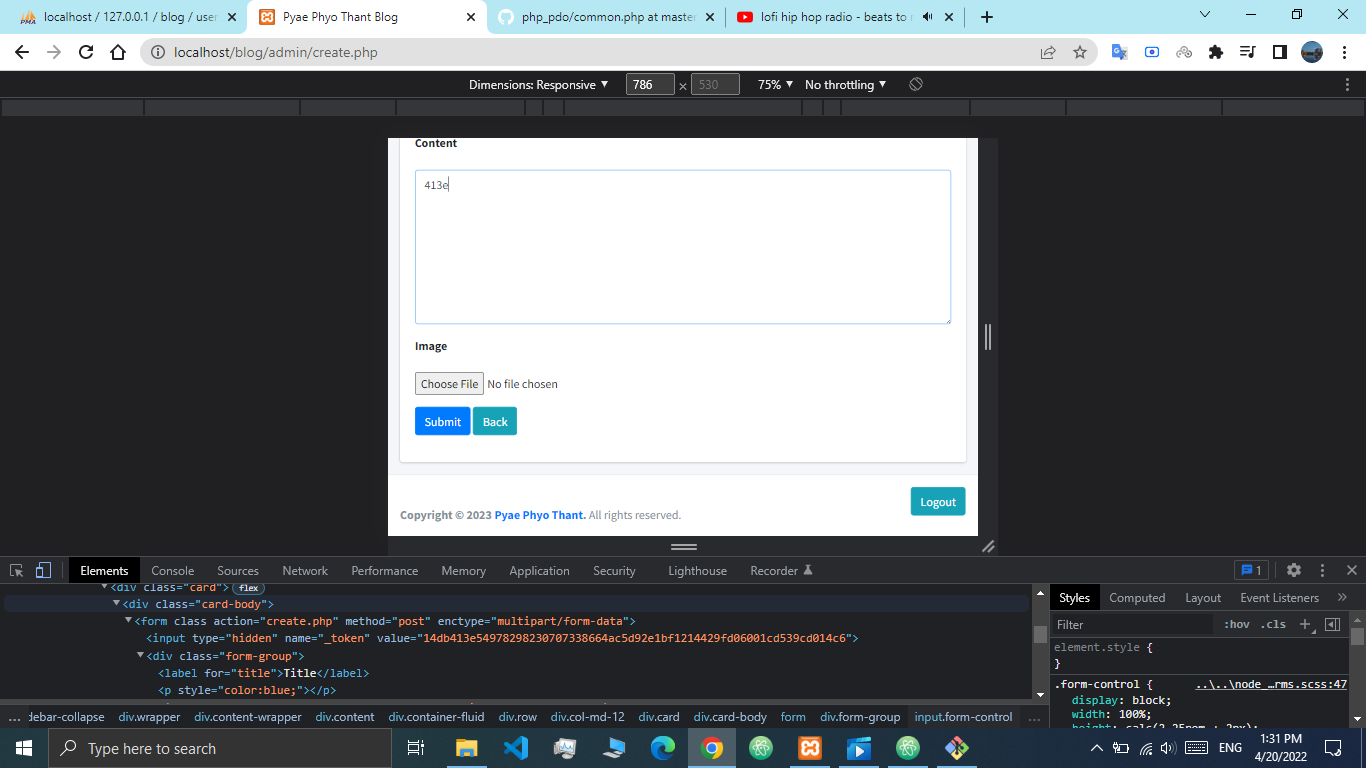 localhost / 127.0.0.1 / blog / user
Pyae Phyo Thant Blog
php_pdo/common.php at master
lofi hip hop radio - beats to r
localhost/blog/admin/create.php
Dimensions: Responsive
786
×
530
75%
No throttling
Content
413e
Image
Choose File No file chosen
Submit
Back
Logout
Copyright © 2023 Pyae Phyo Thant. All rights reserved.
Elements
Console
Sources
Network
Performance
Memory
Application
Security
Lighthouse
Recorder
1
<div class="card"> flex
<div class="card-body">
<form class action="create.php" method="post" enctype="multipart/form-data">
<input type="hidden" name="_token" value="14db413e54978298230707338664ac5d92e1bf1214429fd06001cd539cd014c6">
<div class="form-group">
<label for="title">Title</label>
<p style="color:blue;"></p>
... debar-collapse div.wrapper div.content-wrapper div.content div.container-fluid div.row div.col-md-12 div.card div.card-body form div.form-group input.form-control ...
Styles
Computed
Layout
Event Listeners
»
Filter
:hov .cls +
element.style {
}
.form-control { ..\..\node_…rms.scss:47
display: block;
width: 100%;
height: calc(2.25rem + 2px);
PMA
Type here to search
ENG
1:31 PM
4/20/2022